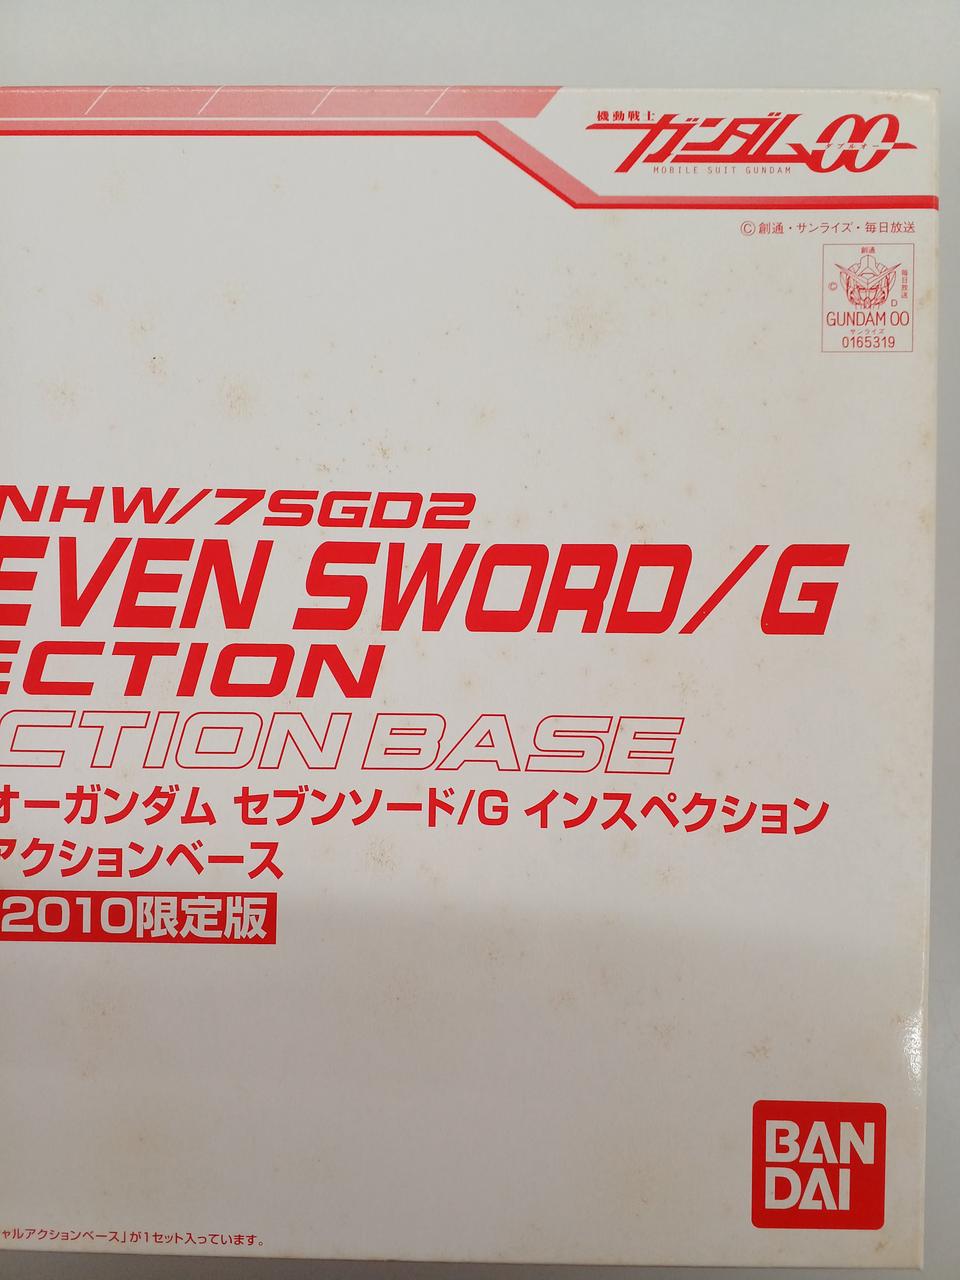 機動戦士
ガンダム00
ダブルオー
MOBILE SUIT GUNDAM
©創通・サンライズ・毎日放送
創通
© 毎日放送
D
GUNDAM 00
サンライズ
0165319
NHW/7SGD2
EVEN SWORD/G
ECTION
CTION BASE
オーガンダム セブンソード/G インスペクション
アクションベース
2010限定版
BAN
DAI
ャルアクションベース」が1セット入っています。